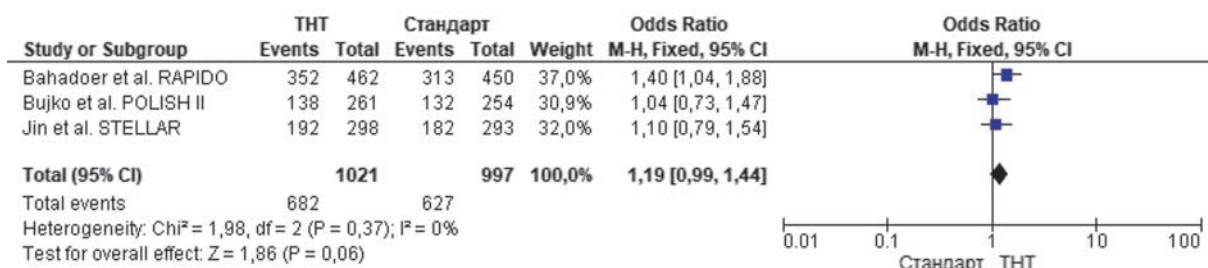 ТНТ Стандарт Odds Ratio Odds Ratio
Study or Subgroup Events Total Events Total Weight M-H, Fixed, 95% CI M-H, Fixed, 95% CI
Bahadoer et al. RAPIDO 352 462 313 450 37,0% 1,40 [1,04, 1,88]
Bujko et al. POLISH II 138 261 132 254 30,9% 1,04 [0,73, 1,47]
Jin et al. STELLAR 192 298 182 293 32,0% 1,10 [0,79, 1,54]
Total (95% CI) 1021 997 100,0% 1,19 [0,99, 1,44]
Total events 682 627
Heterogeneity: Chi² = 1,98, df = 2 (P = 0,37); I² = 0%
Test for overall effect: Z = 1,86 (P = 0,06)
0.01 0.1 1 10 100
Стандарт ТНТ